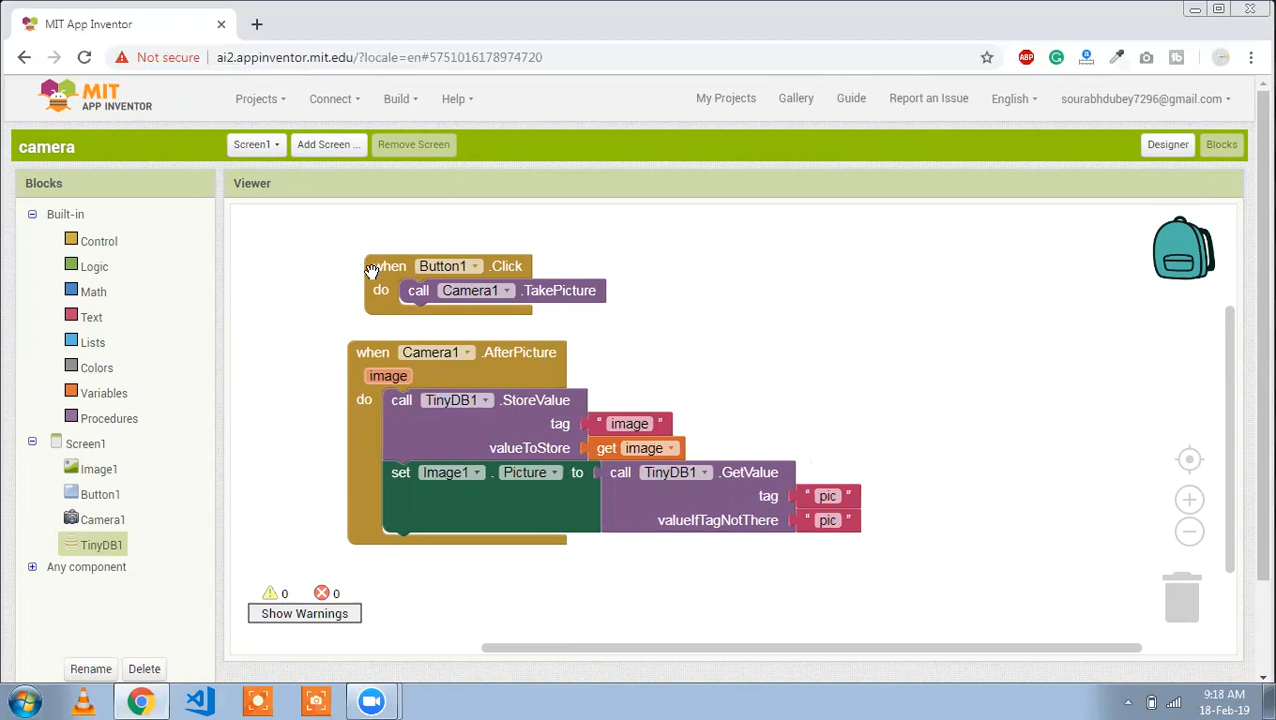 MIT App Inventor
Not secure ai2.appinventor.mit.edu/?locale=en#5751016178974720
ABP
MIT
APP INVENTOR
Projects Connect Build Help My Projects Gallery Guide Report an Issue English sourabhdubey7296@gmail.com
camera Screen1 Add Screen ... Remove Screen Designer Blocks
Blocks Viewer
Built-in
Control
Logic
Math
Text
Lists
Colors
Variables
Procedures
Screen1
Image1
Button1
Camera1
TinyDB1
Any component
Rename Delete
when Button1 .Click
do call Camera1 .TakePicture
when Camera1 .AfterPicture
image
do call TinyDB1 .StoreValue
tag " image "
valueToStore get image
set Image1 . Picture to call TinyDB1 .GetValue
tag " pic "
valueIfTagNotThere " pic "
0 0
Show Warnings
9:18 AM
18-Feb-19